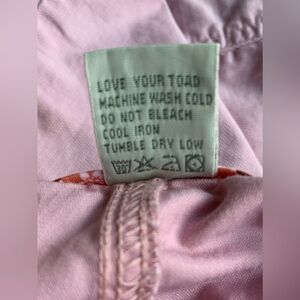 LOVE YOUR TOAD
MACHINE WASH COLD
DO NOT BLEACH
COOL IRON
TUMBLE DRY LOW